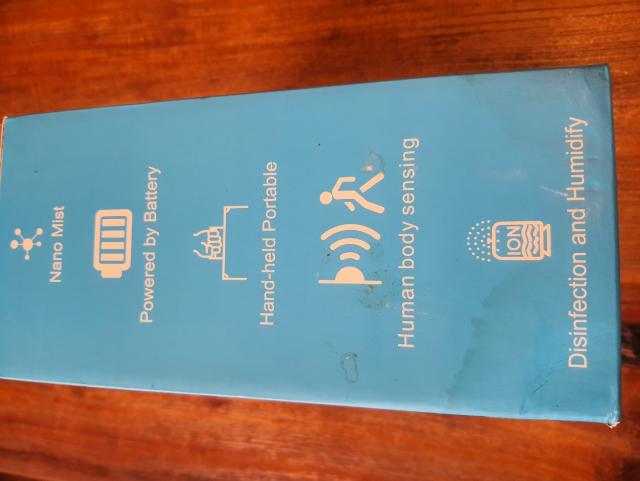 Nano Mist
Powered by Battery
Hand-held Portable
Human body sensing
ION
Disinfection and Humidify